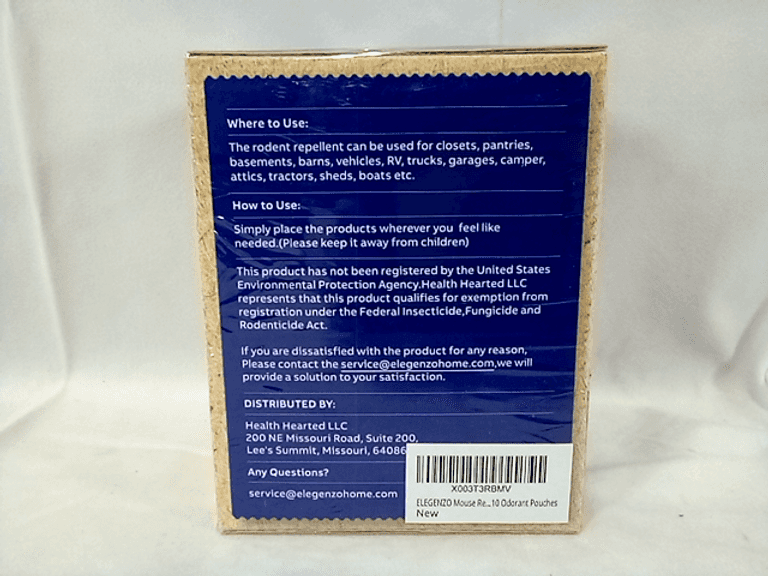 Where to Use:
The rodent repellent can be used for closets, pantries,
basements, barns, vehicles, RV, trucks, garages, camper,
attics, tractors, sheds, boats etc.
How to Use:
Simply place the products wherever you feel like
needed.(Please keep it away from children)
This product has not been registered by the United States
Environmental Protection Agency.Health Hearted LLC
represents that this product qualifies for exemption from
registration under the Federal Insecticide,Fungicide and
Rodenticide Act.
If you are dissatisfied with the product for any reason,
Please contact the service@elegenzohome.com,we will
provide a solution to your satisfaction.
DISTRIBUTED BY:
Health Hearted LLC
200 NE Missouri Road, Suite 200,
Lee's Summit, Missouri, 64086
Any Questions?
service@elegenzohome.com
X003T3RBMV
ELEGENZO Mouse Re...10 Odorant Pouches
New